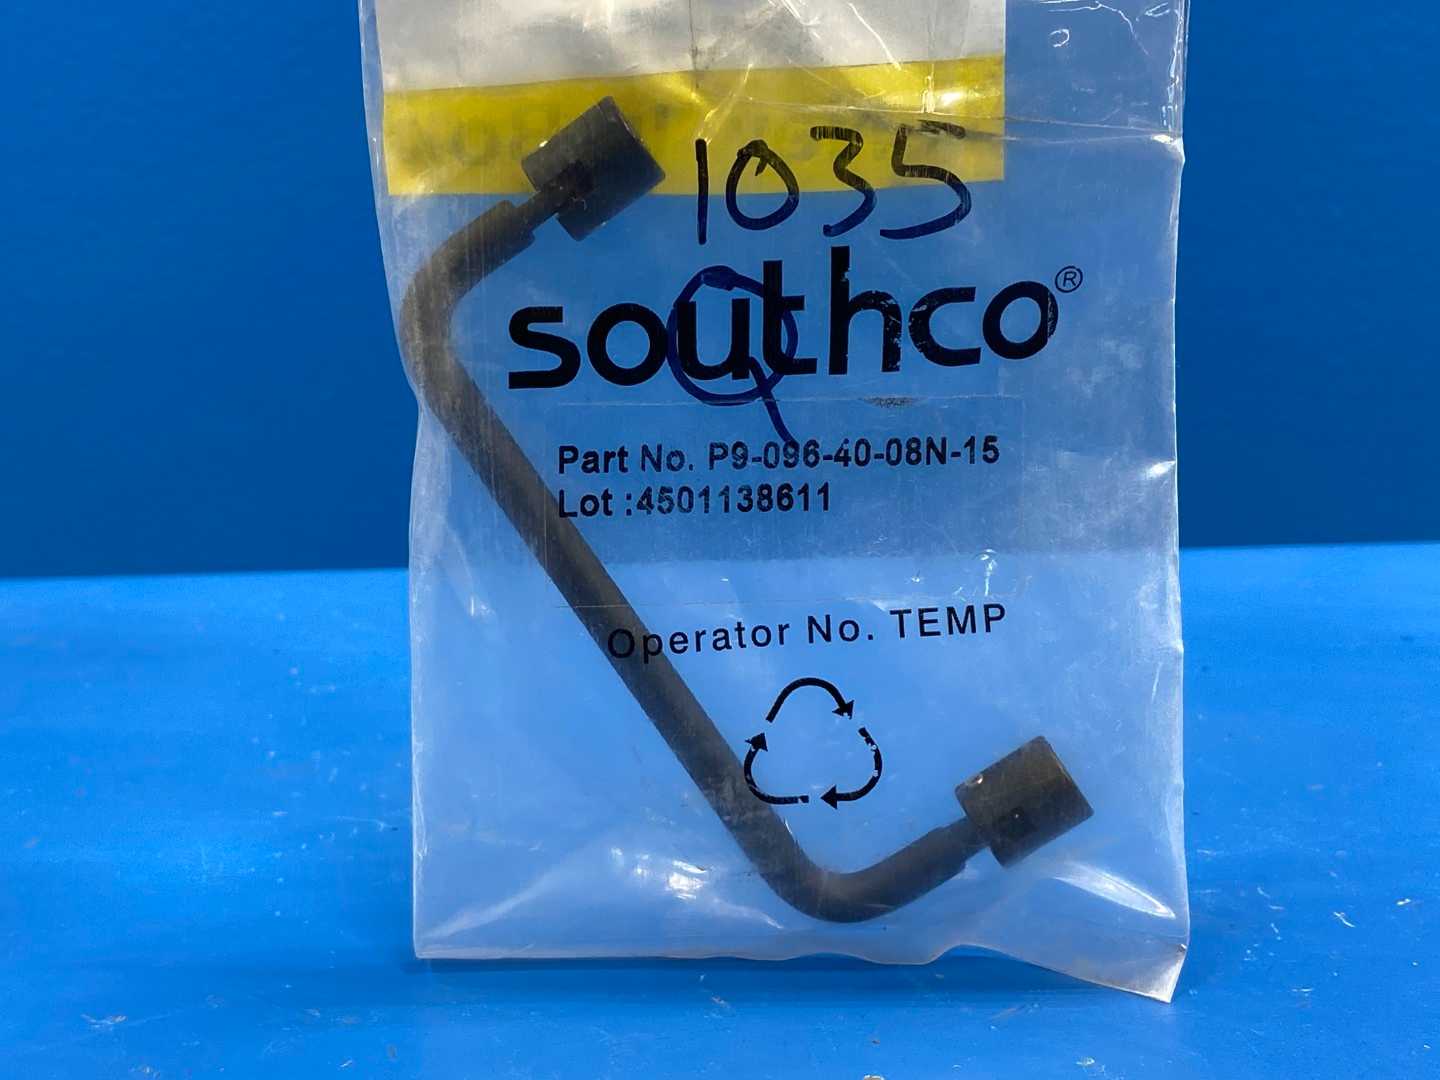 1035
southco®
Part No. P9-096-40-08N-15
Lot :4501138611
Operator No. TEMP